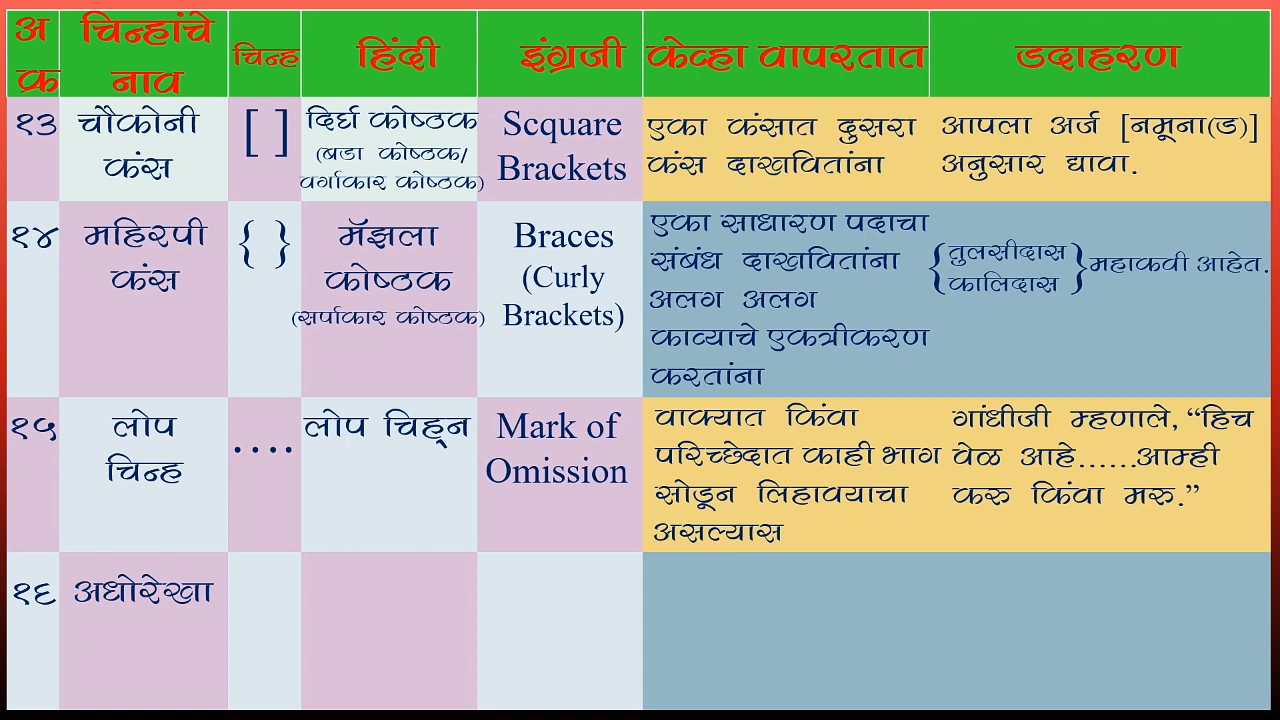 अ क्र
चिन्हांचे नाव
चिन्ह
हिंदी
इंग्रजी
केव्हा वापरतात
उदाहरण
१३
चौकोनी
कंस
[ ]
दिर्घ कोष्ठक
(बडा कोष्ठक/
वर्गाकार कोष्ठक)
Scquare
Brackets
एका कंसात दुसरा
कंस दाखवितांना
आपला अर्ज [नमूना(ड)]
अनुसार द्यावा.
१४
महिरपी
कंस
{ }
मॅझला
कोष्ठक
(सर्पाकार कोष्ठक)
Braces
(Curly
Brackets)
एका साधारण पदाचा
संबंध दाखवितांना
अलग अलग
काव्याचे एकत्रीकरण
करतांना
{तुलसीदास
कालिदास} महाकवी आहेत.
१५
लोप
चिन्ह
....
लोप चिह्न
Mark of
Omission
वाक्यात किंवा
परिच्छेदात काही भाग
सोडून लिहावयाचा
असल्यास
गांधीजी म्हणाले, “हिच
वेळ आहे......आम्ही
करु किंवा मरु.”
१६
अधोरेखा